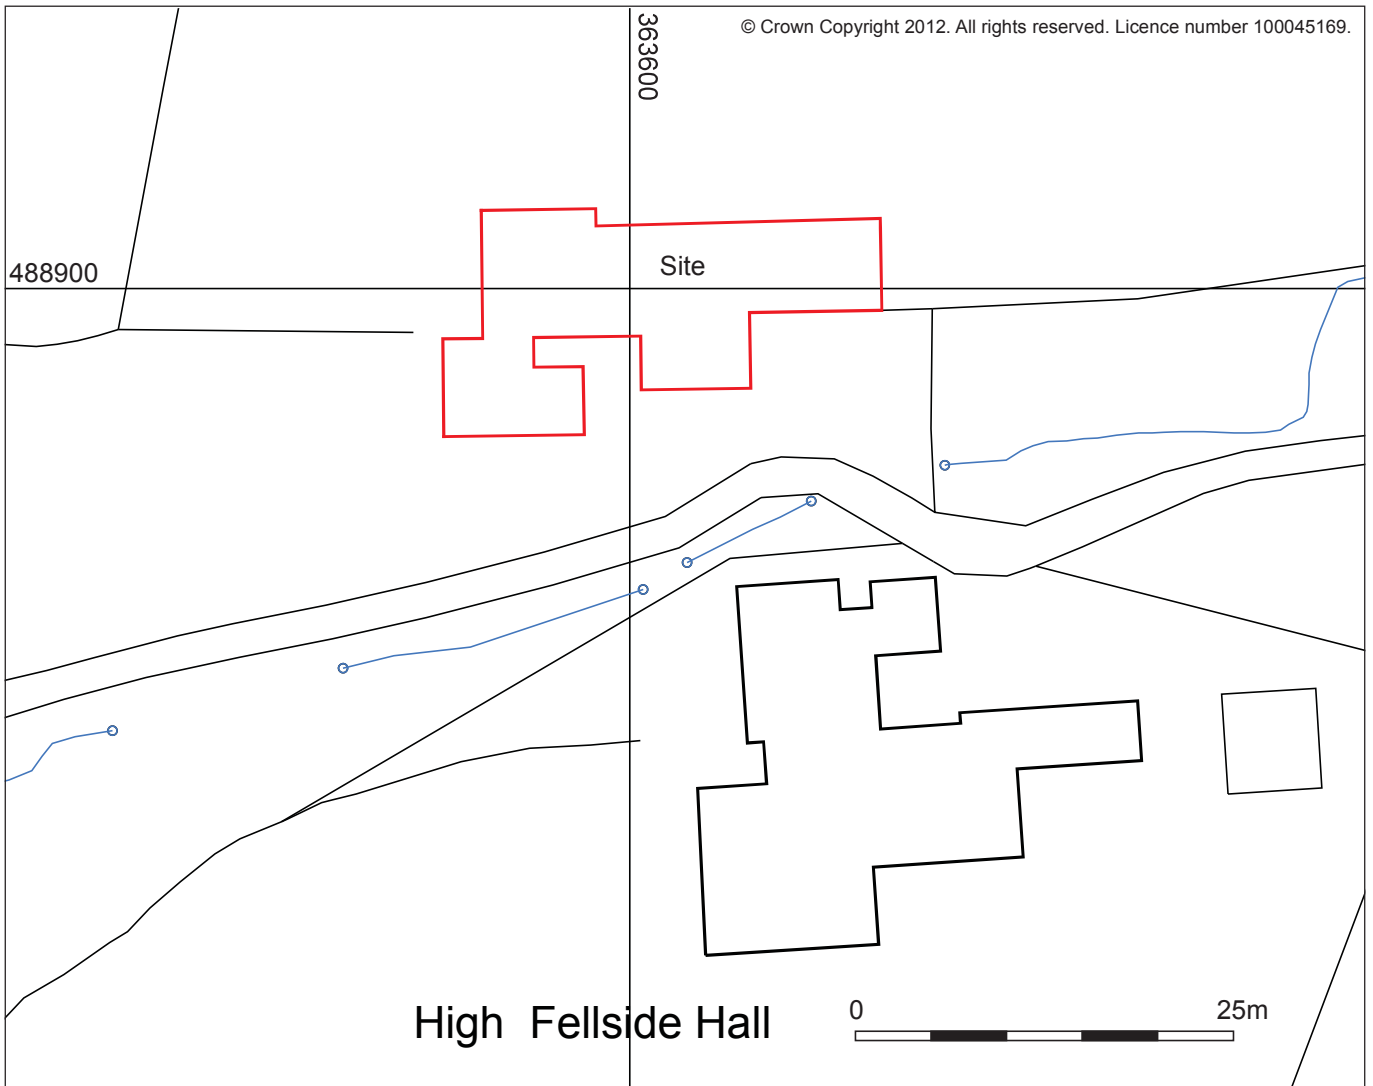 © Crown Copyright 2012. All rights reserved. Licence number 100045169.
363600
Site
488900
High Fellside Hall
0 25m